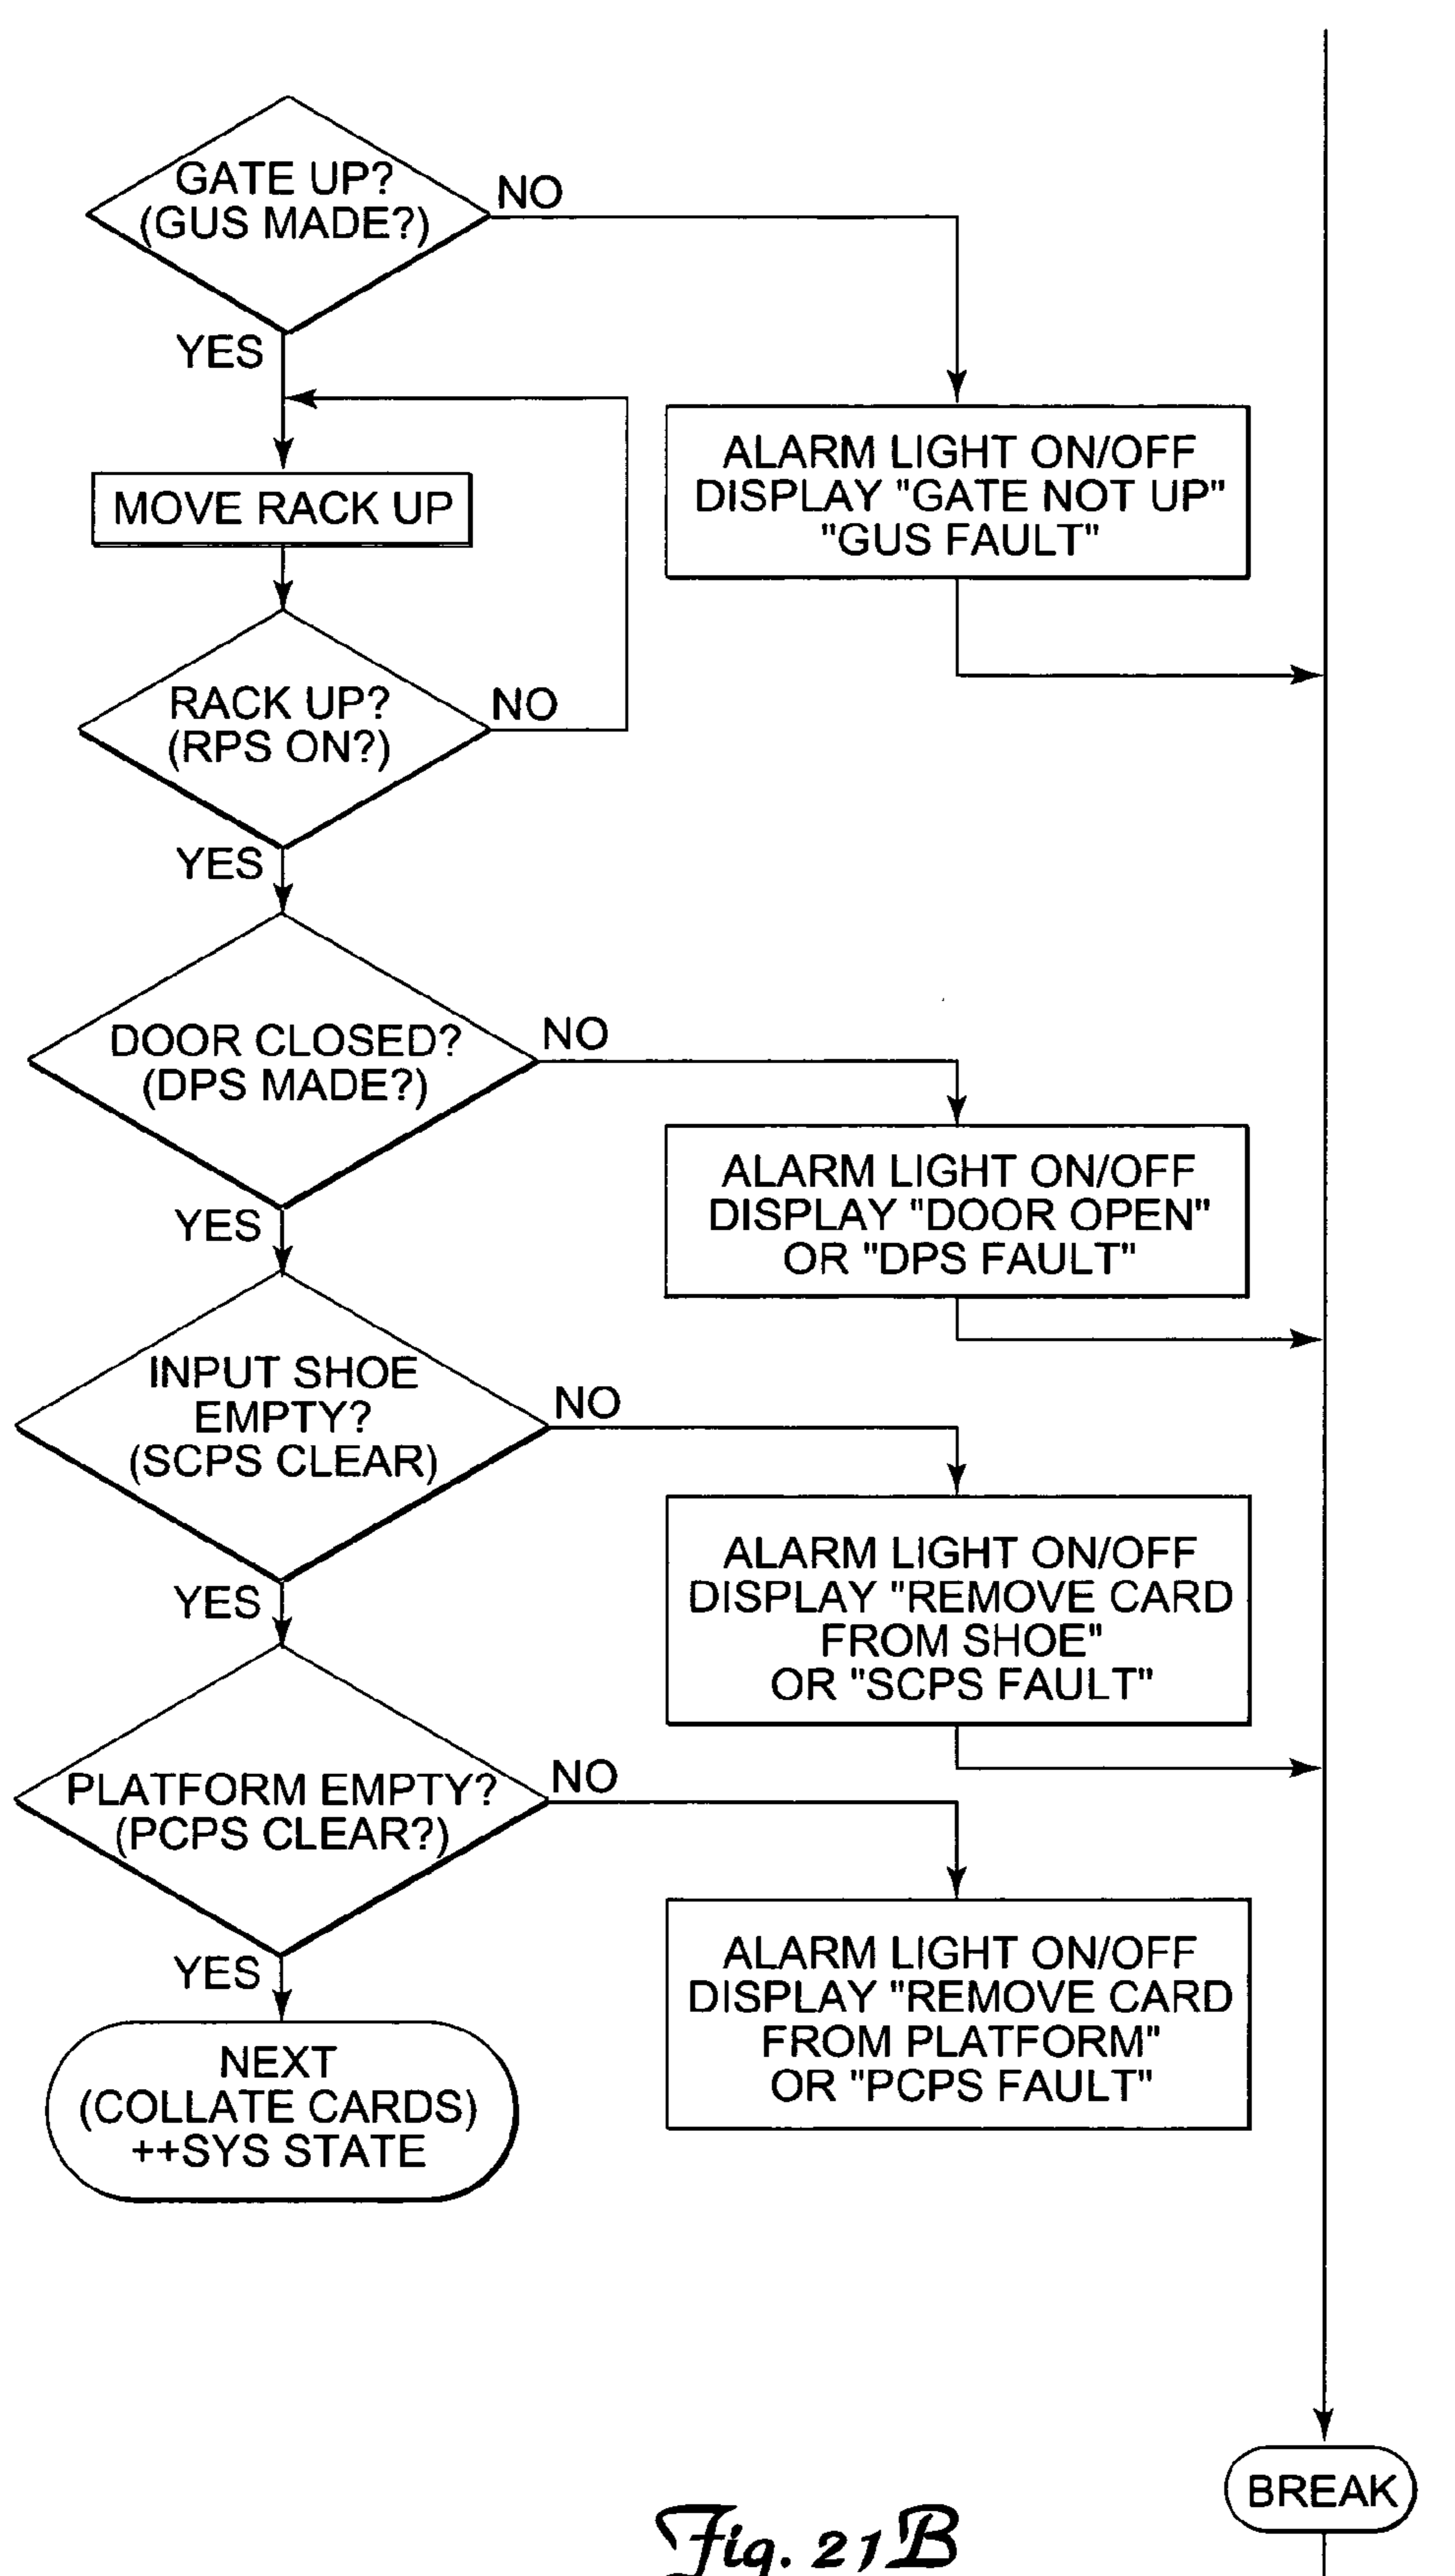 GATE UP?
(GUS MADE?)
NO
YES
MOVE RACK UP
ALARM LIGHT ON/OFF
DISPLAY "GATE NOT UP"
"GUS FAULT"
RACK UP?
(RPS ON?)
NO
YES
DOOR CLOSED?
(DPS MADE?)
NO
YES
ALARM LIGHT ON/OFF
DISPLAY "DOOR OPEN"
OR "DPS FAULT"
INPUT SHOE
EMPTY?
(SCPS CLEAR)
NO
YES
ALARM LIGHT ON/OFF
DISPLAY "REMOVE CARD
FROM SHOE"
OR "SCPS FAULT"
PLATFORM EMPTY?
(PCPS CLEAR?)
NO
YES
ALARM LIGHT ON/OFF
DISPLAY "REMOVE CARD
FROM PLATFORM"
OR "PCPS FAULT"
NEXT
(COLLATE CARDS)
++SYS STATE
BREAK
Fig. 21B